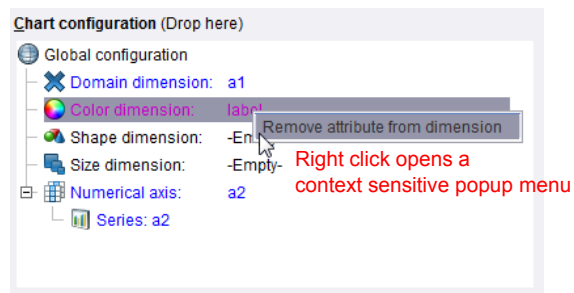 Chart configuration (Drop here)
Global configuration
Domain dimension: a1
Color dimension: label
Remove attribute from dimension
Shape dimension:
Size dimension: -Empty-
Right click opens a
context sensitive popup menu
Numerical axis: a2
Series: a2